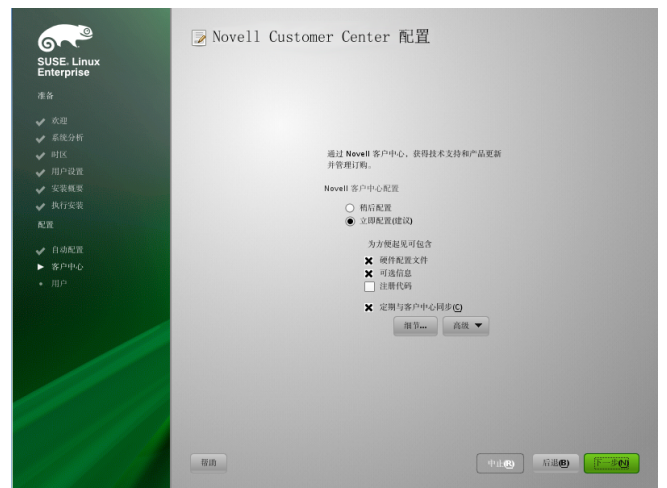 SUSE. Linux
Enterprise
准备
欢迎
系统分析
时区
用户设置
安装概要
执行安装
配置
自动配置
客户中心
用户
Novell Customer Center 配置
通过 Novell 客户中心，获得技术支持和产品更新
并管理订购。
Novell 客户中心配置
稍后配置
立即配置(建议)
为方便起见可包含
硬件配置文件
可选信息
注册代码
定期与客户中心同步(C)
细节...
高级
帮助
中止(R)
后退(B)
下一步(N)